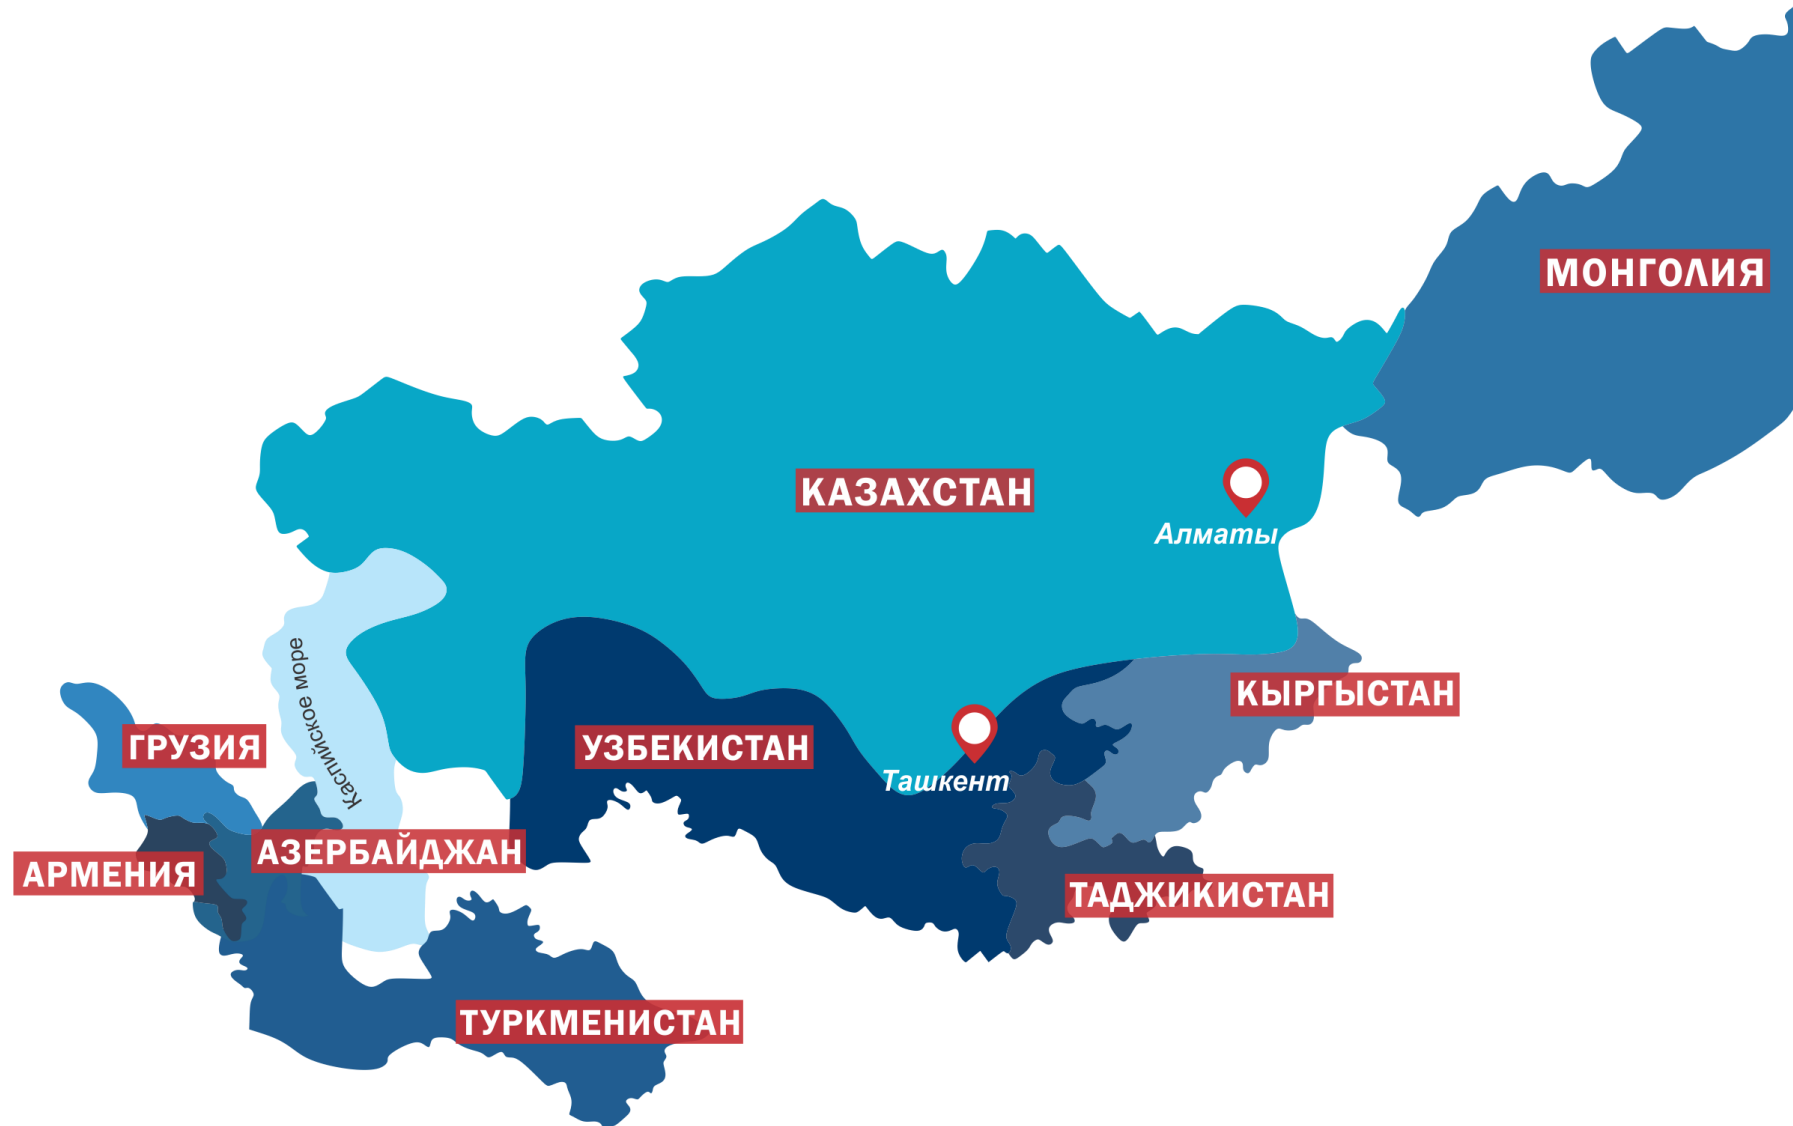 МОНГОЛИЯ
КАЗАХСТАН
Алматы
Каспийское море
КЫРГЫСТАН
ГРУЗИЯ
УЗБЕКИСТАН
Ташкент
АЗЕРБАЙДЖАН
АРМЕНИЯ
ТАДЖИКИСТАН
ТУРКМЕНИСТАН